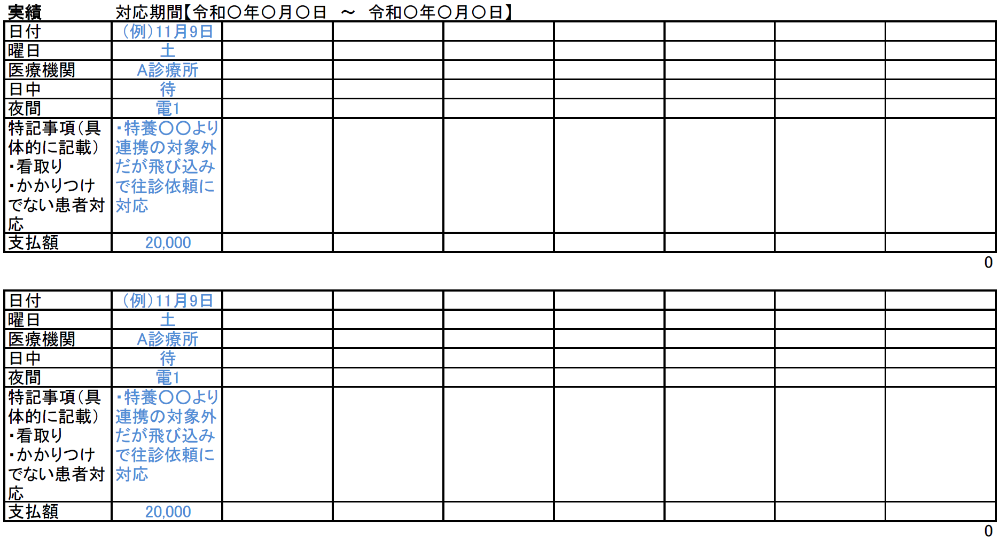 実績 対応期間【令和〇年〇月〇日 ～ 令和〇年〇月〇日】
日付 （例）11月9日
曜日 土
医療機関 A診療所
日中 待
夜間 電1
特記事項（具
体的に記載）
・看取り
・かかりつけ
でない患者対
応
・特養〇〇より
連携の対象外
だが飛び込み
で往診依頼に
対応
支払額 20,000
0
日付 （例）11月9日
曜日 土
医療機関 A診療所
日中 待
夜間 電1
特記事項（具
体的に記載）
・看取り
・かかりつけ
でない患者対
応
・特養〇〇より
連携の対象外
だが飛び込み
で往診依頼に
対応
支払額 20,000
0